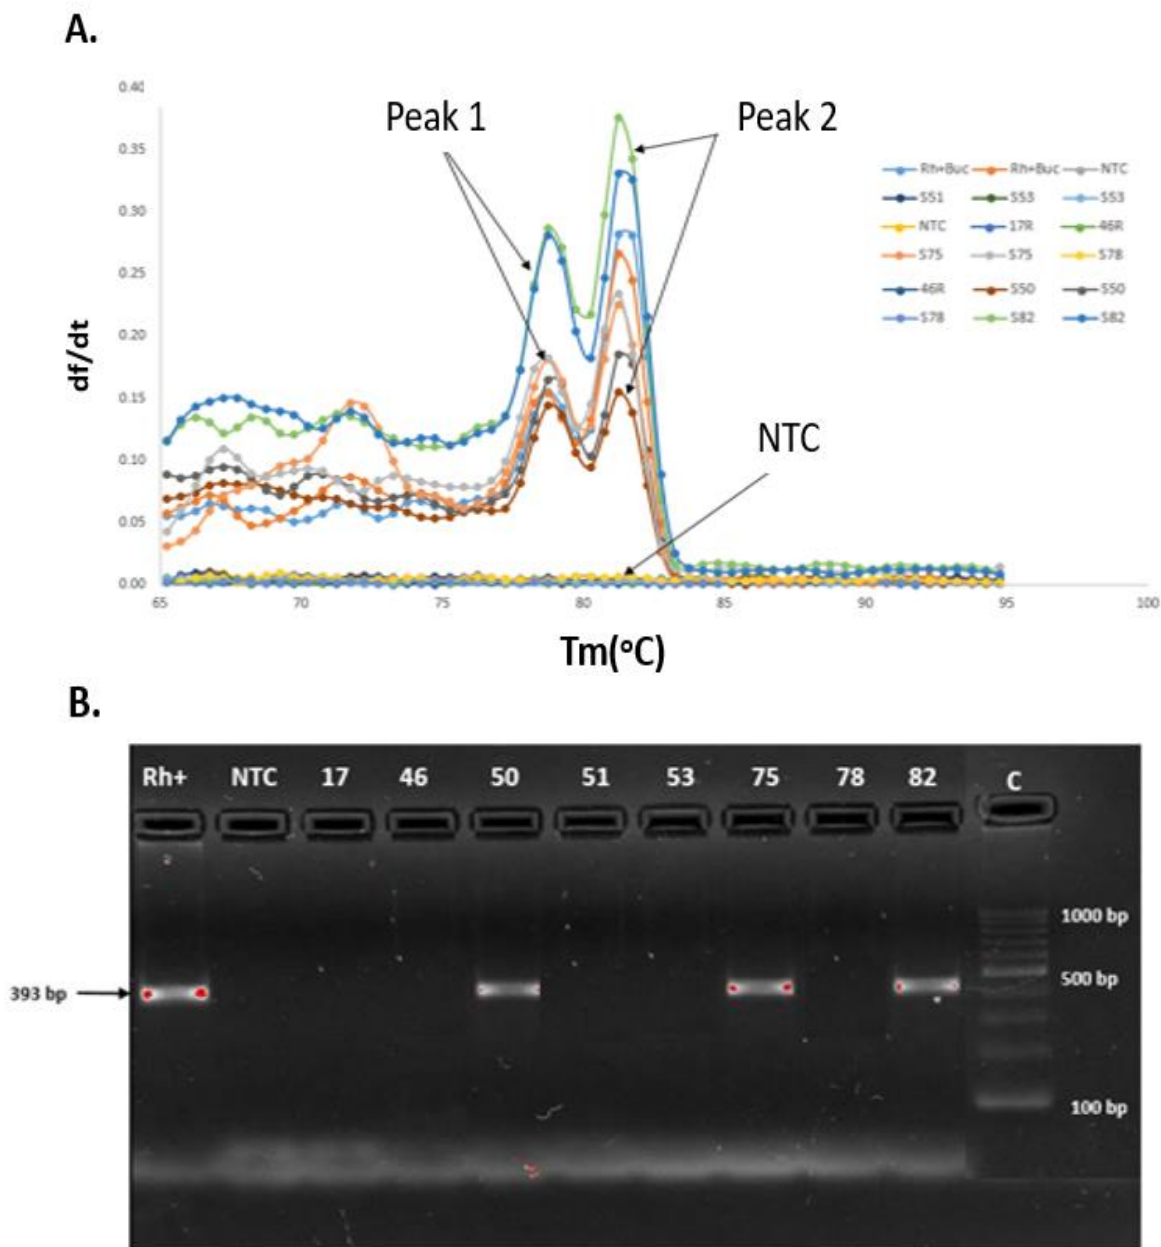 A.
0.40
Peak 1
Peak 2
0.35
Rh+Buc Rh+Buc NTC
0.30
S51 S53 S53
NTC 17R 46R
0.25
S75 S75 S78
46R S50 S50
0.20
S78 S82 S82
df/dt
0.15
NTC
0.10
0.05
0.00
65 70 75 80 85 90 95 100
Tm(°C)
B.
Rh+ NTC 17 46 50 51 53 75 78 82 C
1000 bp
500 bp
393 bp
100 bp